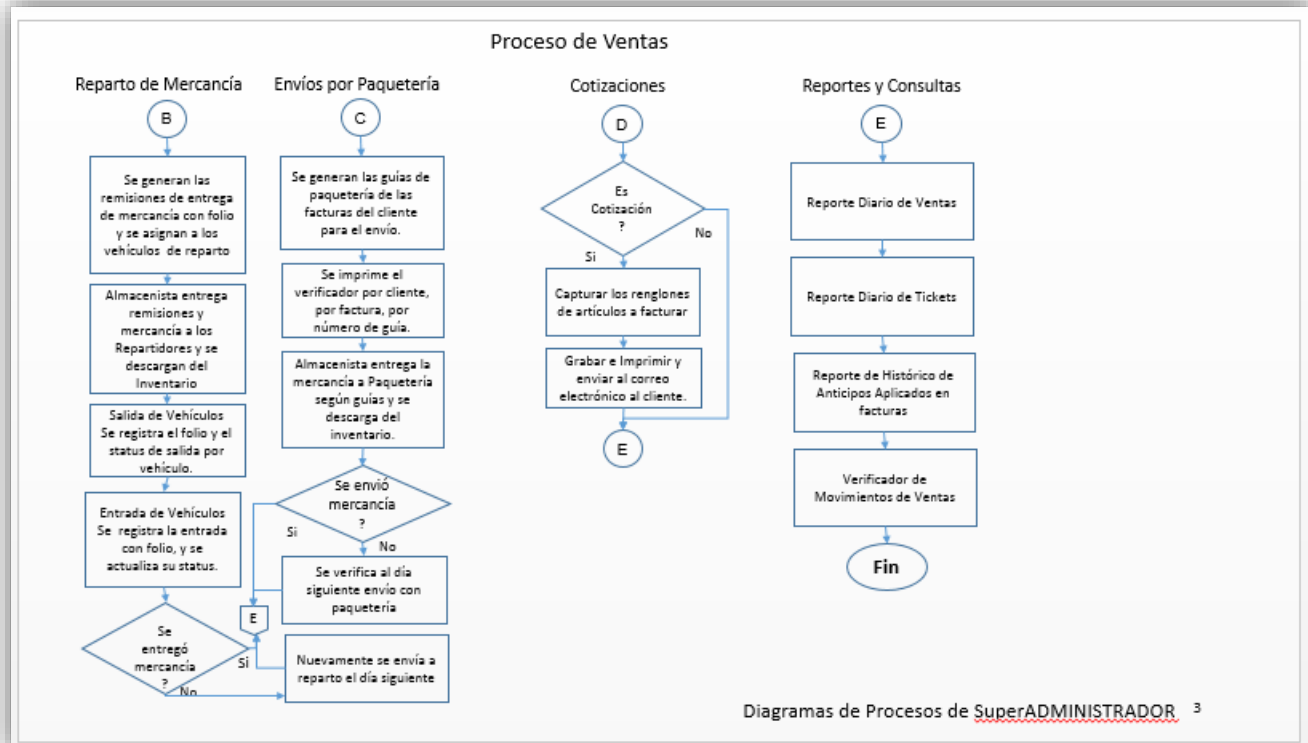 Proceso de Ventas
Reparto de Mercancía
B
Se generan las
remisiones de entrega
de mercancía con folio
y se asignan a los
vehículos de reparto
Almacenista entrega
remisiones y
mercancía a los
Repartidores y se
descargan del
Inventario
Salida de Vehículos
Se registra el folio y el
status de salida por
vehículo.
Entrada de Vehículos
Se registra la entrada
con folio, y se
actualiza su status.
Se
entregó
mercancía
?
Si
No
Envíos por Paquetería
C
Se generan las guías de
paquetería de las
facturas del cliente
para el envío.
Se imprime el
verificador por cliente,
por factura, por
número de guía.
Almacenista entrega la
mercancía a Paquetería
según guías y se
descarga del
inventario.
Se envió
mercancía
?
Si
No
Se verifica al día
siguiente envío con
paquetería
E
Nuevamente se envía a
reparto el día siguiente
Cotizaciones
D
Es
Cotización
?
No
Si
Capturar los renglones
de artículos a facturar
Grabar e Imprimir y
enviar al correo
electrónico al cliente.
E
Reportes y Consultas
E
Reporte Diario de Ventas
Reporte Diario de Tickets
Reporte de Histórico de
Anticipos Aplicados en
facturas
Verificador de
Movimientos de Ventas
Fin
Diagramas de Procesos de SuperADMINISTRADOR 3